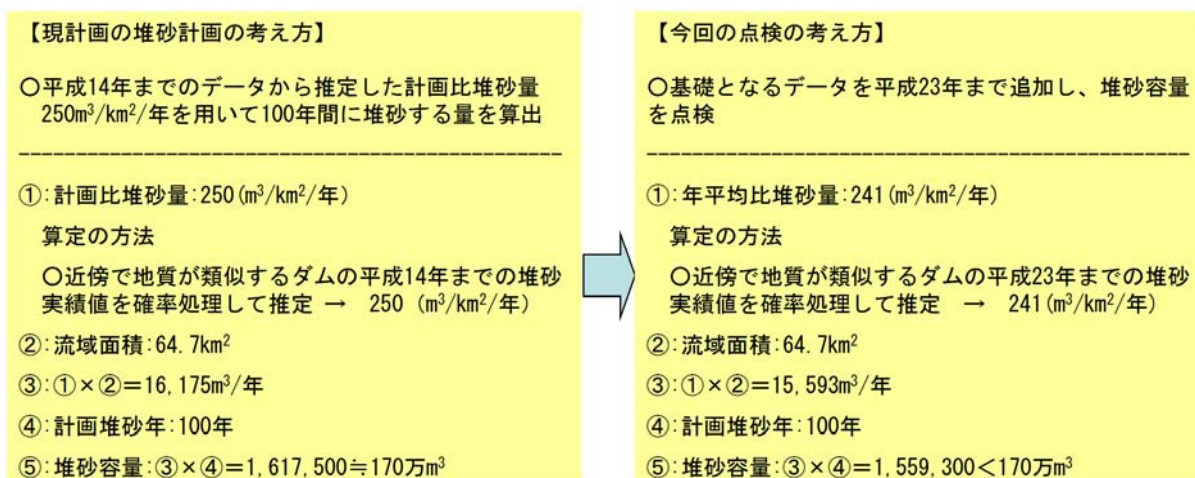 【現計画の堆砂計画の考え方】
○平成14年までのデータから推定した計画比堆砂量
250m³/km²/年を用いて100年間に堆砂する量を算出
①:計画比堆砂量:250(m³/km²/年)
算定の方法
○近傍で地質が類似するダムの平成14年までの堆砂
実績値を確率処理して推定 → 250 (m³/km²/年)
②:流域面積:64.7km²
③:①×②=16,175m³/年
④:計画堆砂年:100年
⑤:堆砂容量:③×④=1,617,500≒170万m³
【今回の点検の考え方】
○基礎となるデータを平成23年まで追加し、堆砂容量
を点検
①:年平均比堆砂量:241(m³/km²/年)
算定の方法
○近傍で地質が類似するダムの平成23年までの堆砂
実績値を確率処理して推定 → 241(m³/km²/年)
②:流域面積:64.7km²
③:①×②=15,593m³/年
④:計画堆砂年:100年
⑤:堆砂容量:③×④=1,559,300<170万m³